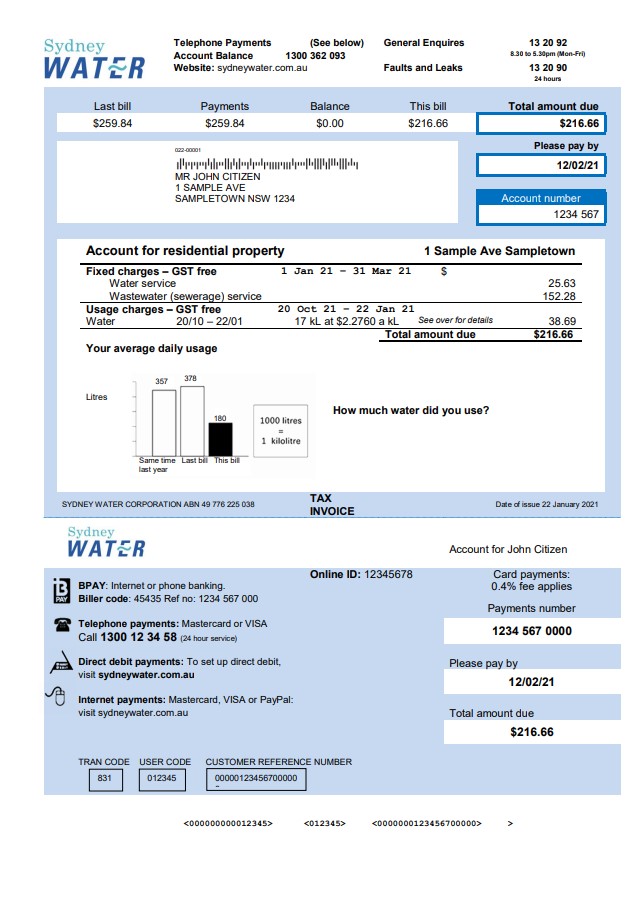 Sydney
WATER
Telephone Payments (See below) General Enquires 13 20 92
8.30 to 5.30pm (Mon-Fri)
Account Balance 1300 362 093
Website: sydneywater.com.au Faults and Leaks 13 20 90
24 hours
Last bill Payments Balance This bill Total amount due
$259.84 $259.84 $0.00 $216.66 $216.66
Please pay by
12/02/21
022-00001
MR JOHN CITIZEN
1 SAMPLE AVE
SAMPLETOWN NSW 1234
Account number
1234 567
Account for residential property 1 Sample Ave Sampletown
Fixed charges – GST free 1 Jan 21 – 31 Mar 21 $
Water service 25.63
Wastewater (sewerage) service 152.28
Usage charges – GST free 20 Oct 21 – 22 Jan 21
Water 20/10 – 22/01 17 kL at $2.2760 a kL See over for details 38.69
Total amount due $216.66
Your average daily usage
Litres
357 378 180
Same time last year Last bill This bill
1000 litres
=
1 kilolitre
How much water did you use?
SYDNEY WATER CORPORATION ABN 49 776 225 038 TAX INVOICE Date of issue 22 January 2021
Sydney
WATER
Account for John Citizen
Online ID: 12345678
Card payments:
0.4% fee applies
BPAY
BPAY: Internet or phone banking.
Biller code: 45435 Ref no: 1234 567 000
Payments number
1234 567 0000
Telephone payments: Mastercard or VISA
Call 1300 12 34 58 (24 hour service)
Direct debit payments: To set up direct debit,
visit sydneywater.com.au
Please pay by
12/02/21
Internet payments: Mastercard, VISA or PayPal:
visit sydneywater.com.au
Total amount due
$216.66
TRAN CODE USER CODE CUSTOMER REFERENCE NUMBER
831 012345 00000123456700000
-
<000000000012345> <012345> <0000000123456700000> >